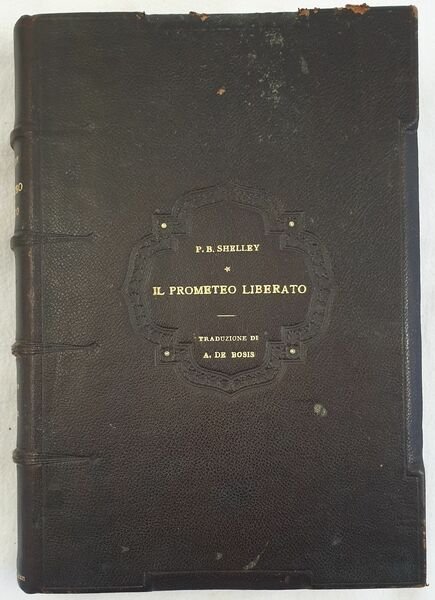 P. B. SHELLEY
IL PROMETEO LIBERATO
TRADUZIONE DI
A. DE BOSIS